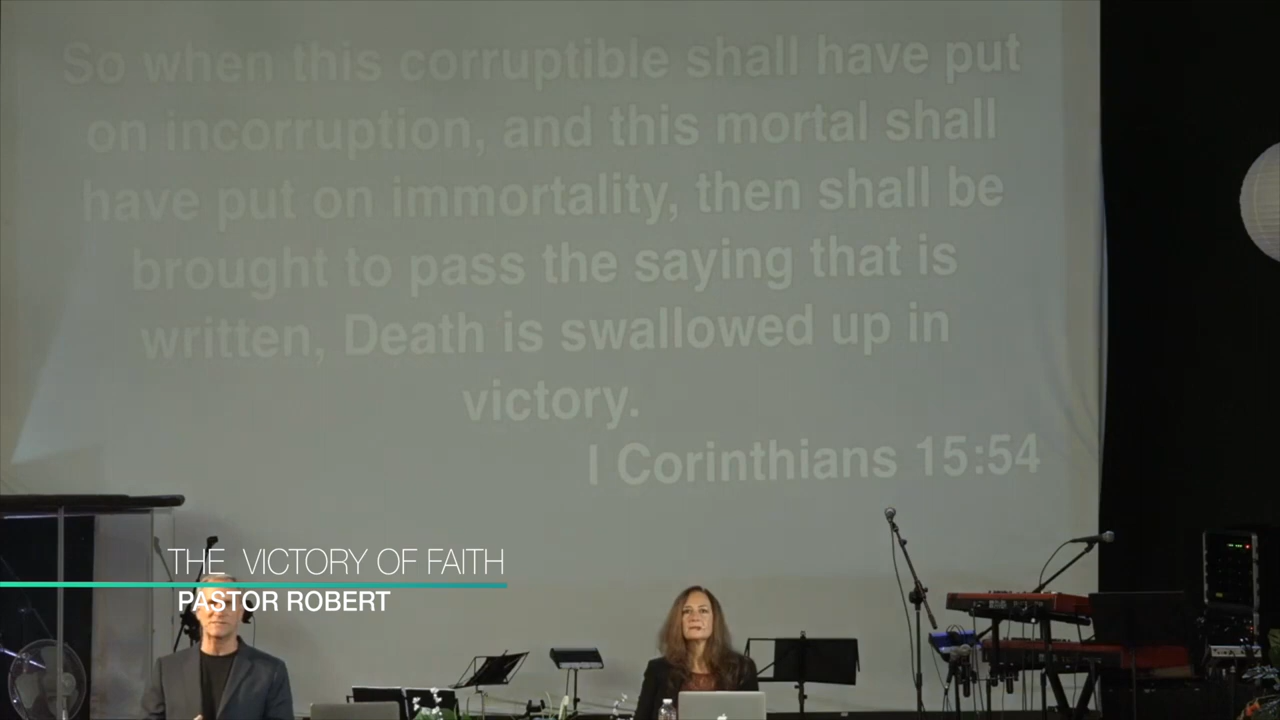 So when this corruptible shall have put
on incorruption, and this mortal shall
have put on immortality, then shall be
brought to pass the saying that is
written, Death is swallowed up in
victory.
I Corinthians 15:54
THE VICTORY OF FAITH
PASTOR ROBERT